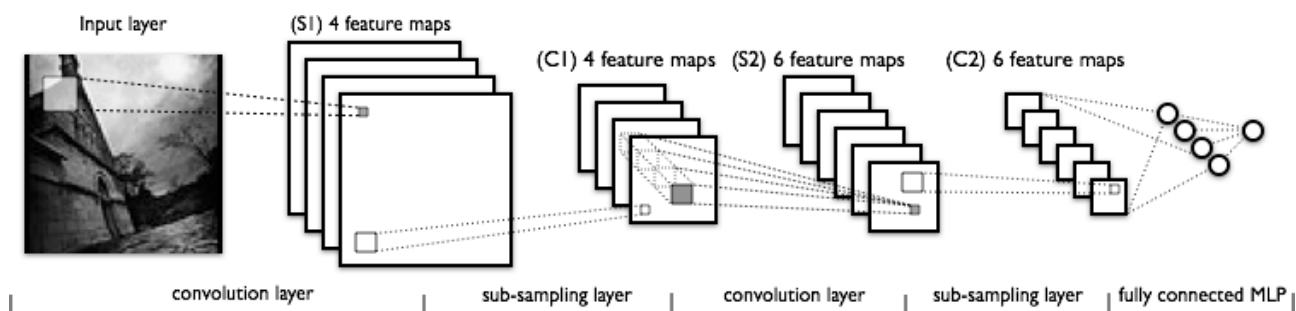 Input layer
(S1) 4 feature maps
(C1) 4 feature maps
(S2) 6 feature maps
(C2) 6 feature maps
convolution layer
sub-sampling layer
convolution layer
sub-sampling layer
fully connected MLP